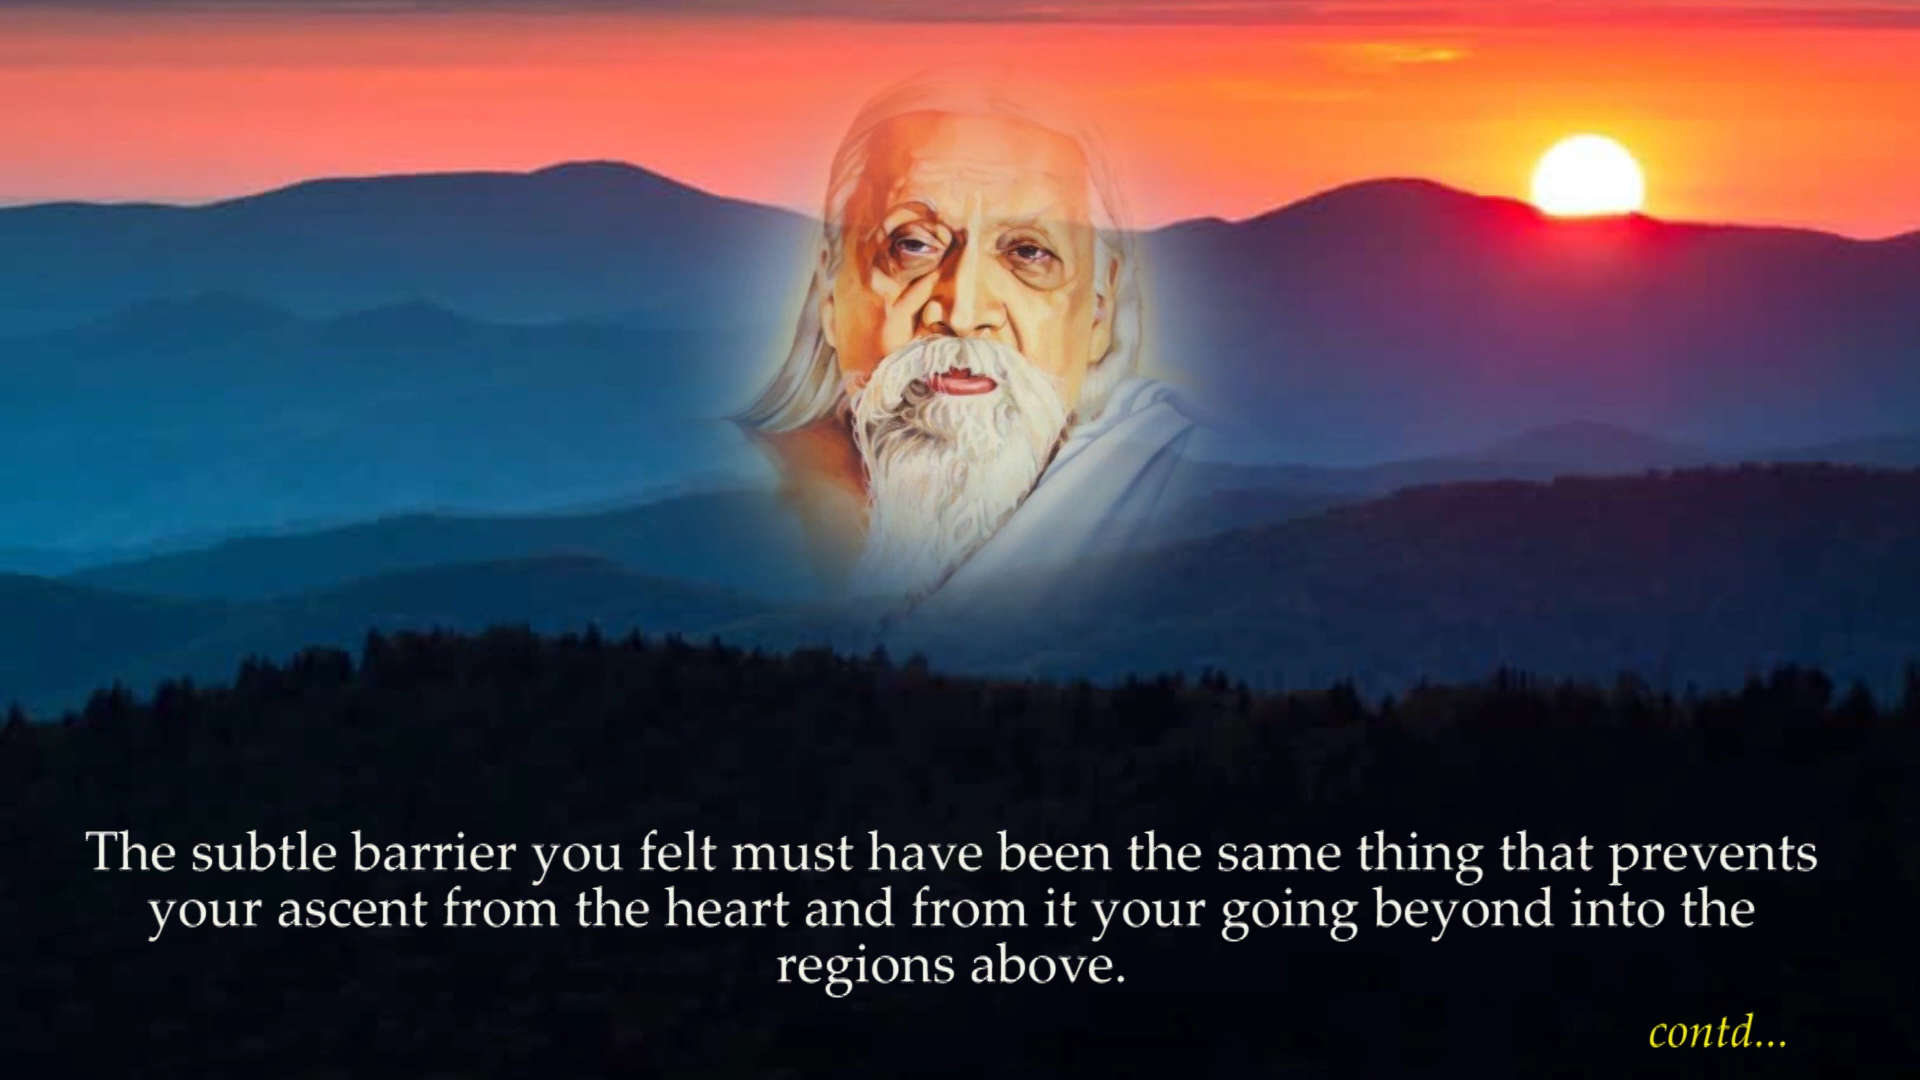 The subtle barrier you felt must have been the same thing that prevents
your ascent from the heart and from it your going beyond into the
regions above.
contd...